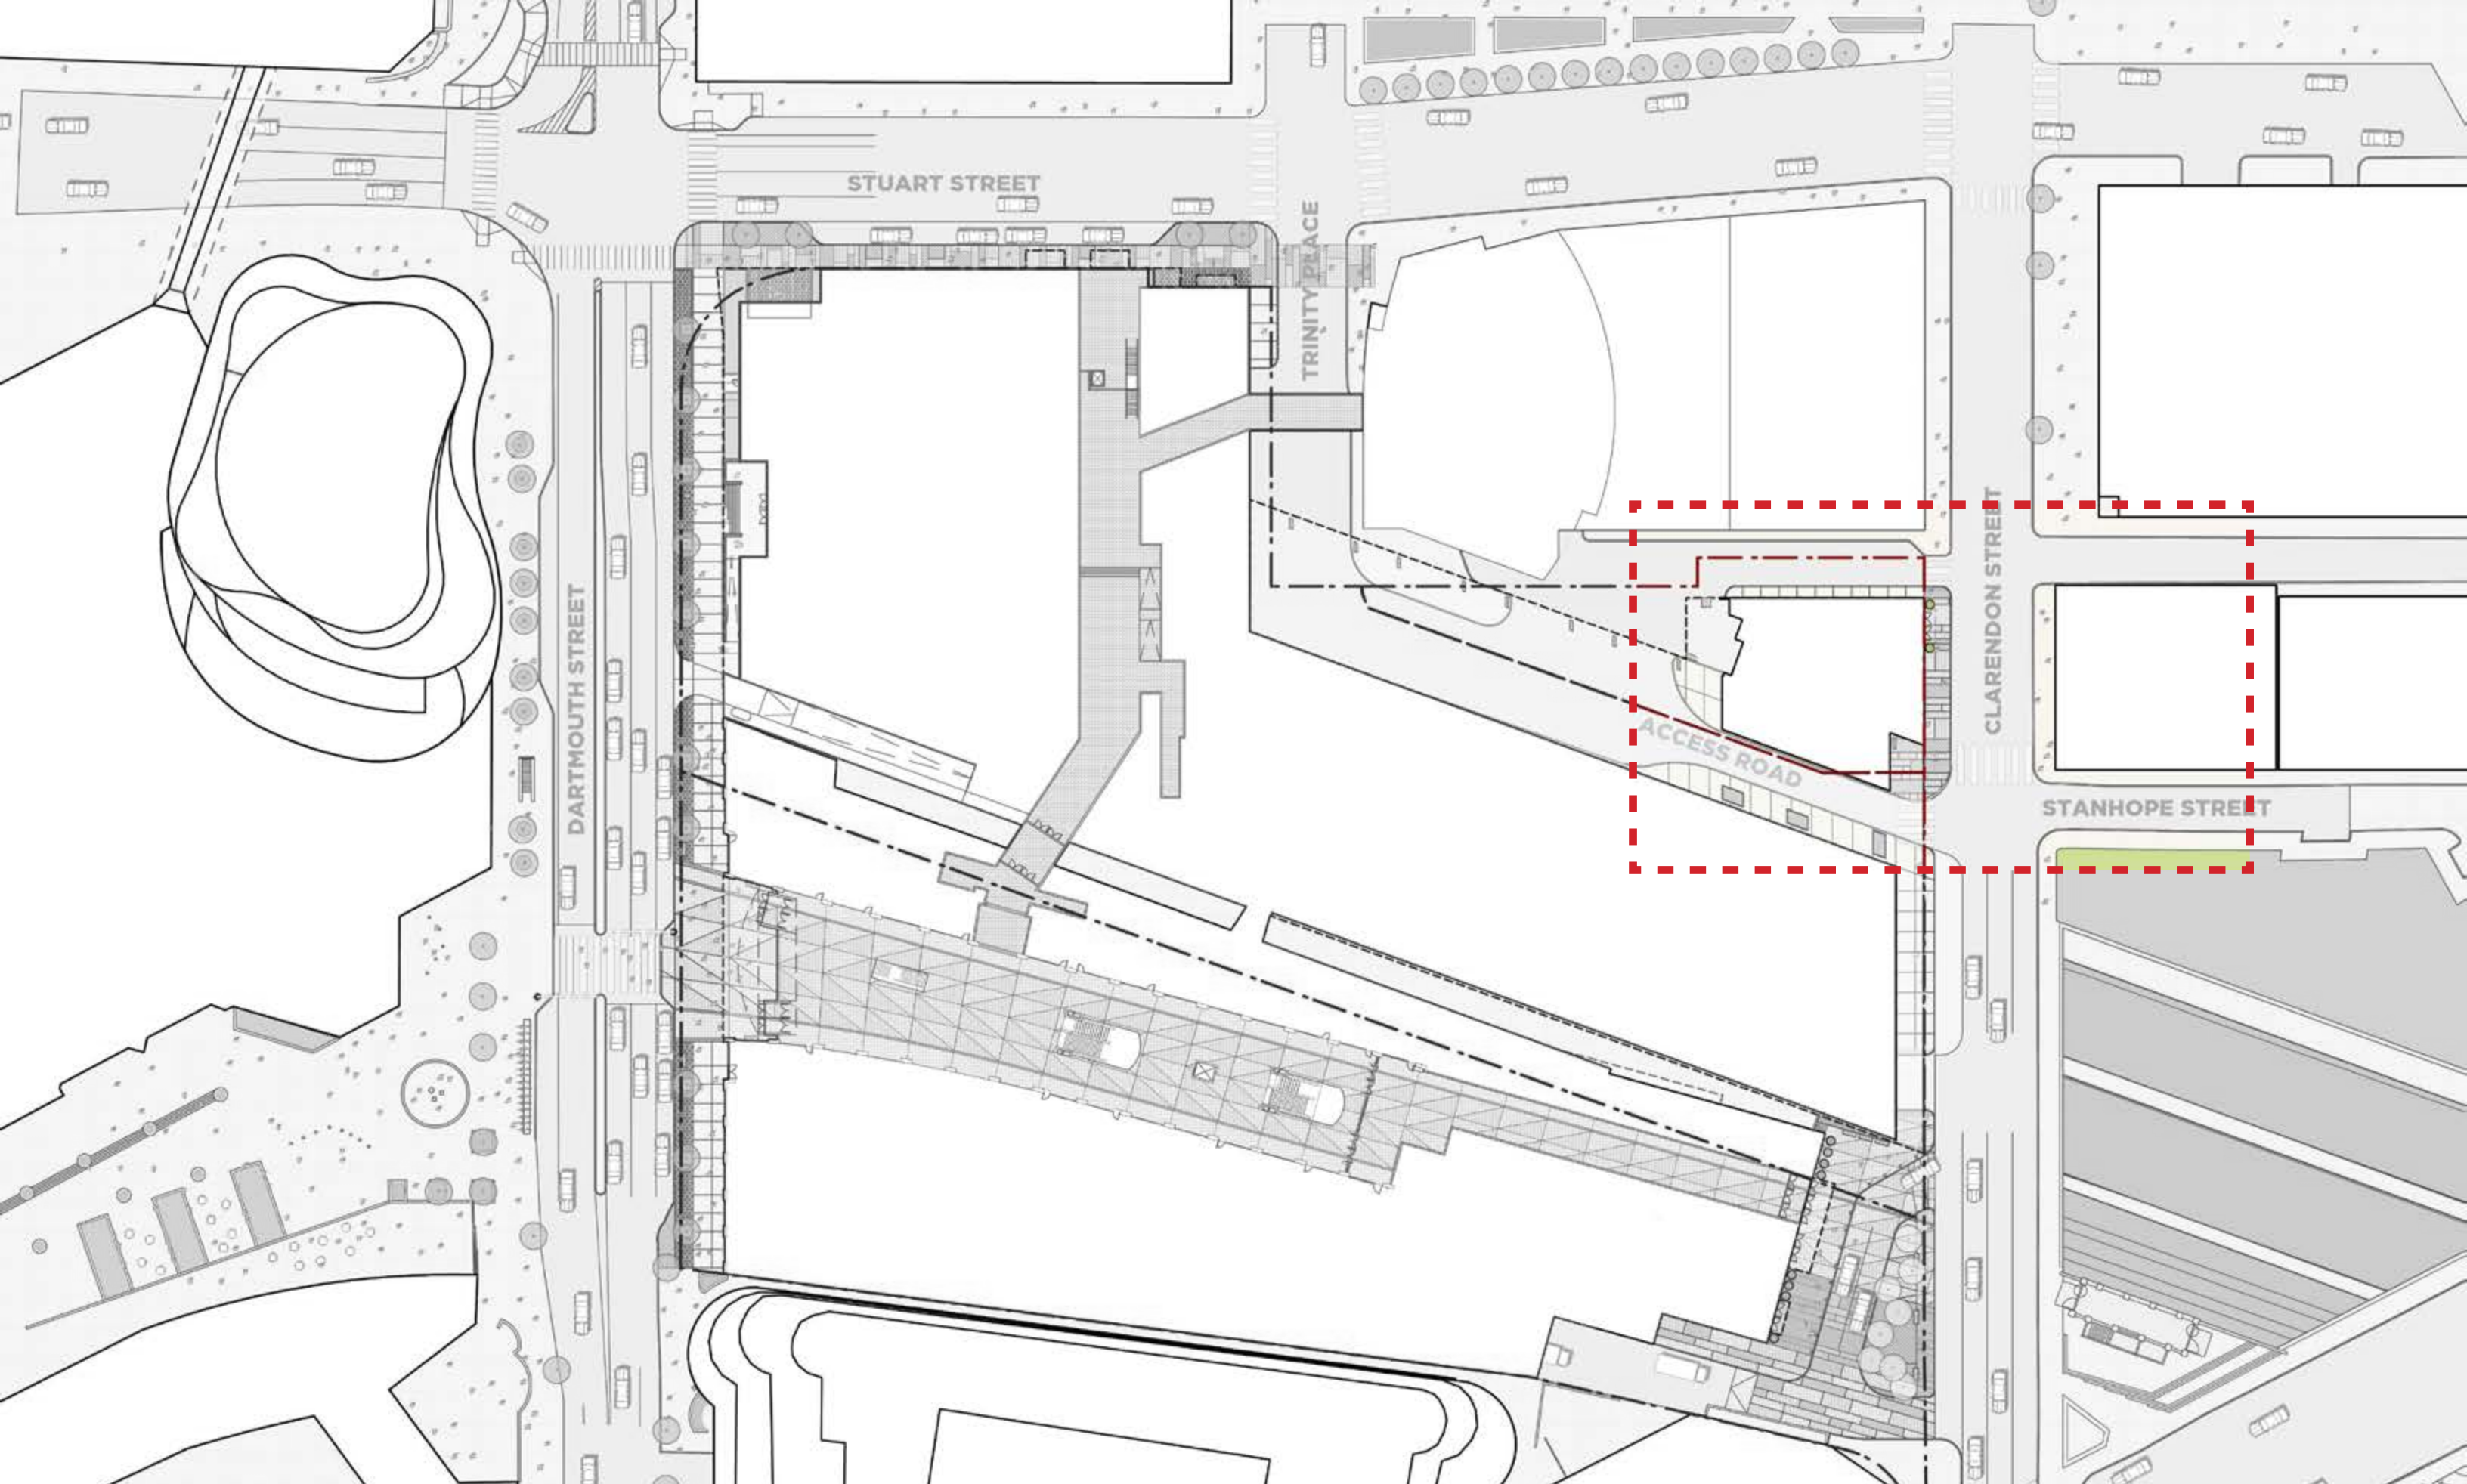 STUART STREET
TRINITY PLACE
DARTMOUTH STREET
CLARENDON STREET
ACCESS ROAD
STANHOPE STREET